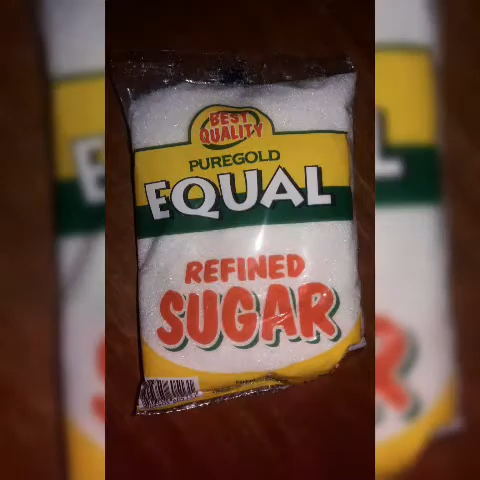 BEST
QUALITY
PUREGOLD
EQUAL
REFINED
SUGAR